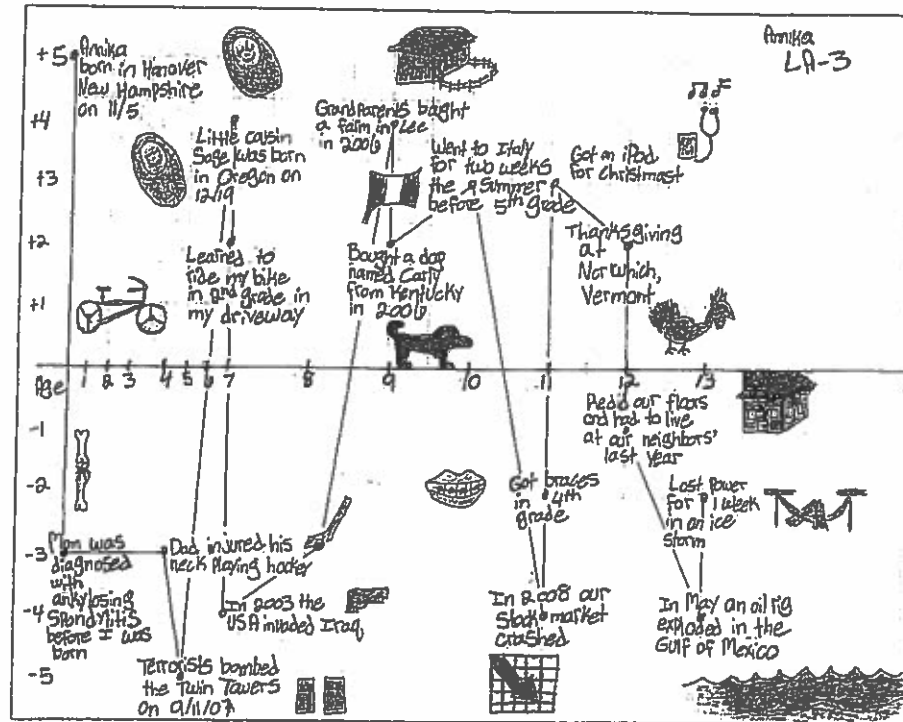 Annika
LA-3
+5
Annika
born in Hanover
New Hampshire
on 11/5
+4
Little cousin
Sage was born
in Oregon on
12/19
Grandparents bought
a farm in Lee
in 2006
Went to Italy
for two weeks
the Summer
before 5th grade
Got an iPod
for Christmast
+3
+2
Learned to
ride my bike
in 2nd grade in
my driveway
Bought a dog
named Carly
from Kentucky
in 2006
Thanksgiving
at
Norwhich,
Vermont
+1
Age 1 2 3 4 5 6 7 8 9 10 11 12 13
-1
Redid our floors
and had to live
at our neighbors'
last year
-2
Got braces
in 4th
grade
Lost Power
for 1 week
in an ice
storm
-3
Mom was
diagnosed
with
ankylosing
Spondylitis
before I was
born
Dad injured his
neck playing hockey
-4
In 2003 the
USA invaded Iraq
In 2008 our
Stock market
crashed
In May an oil rig
exploded in the
Gulf of Mexico
-5
Terrorists bombed
the Twin Towers
on 9/11/07